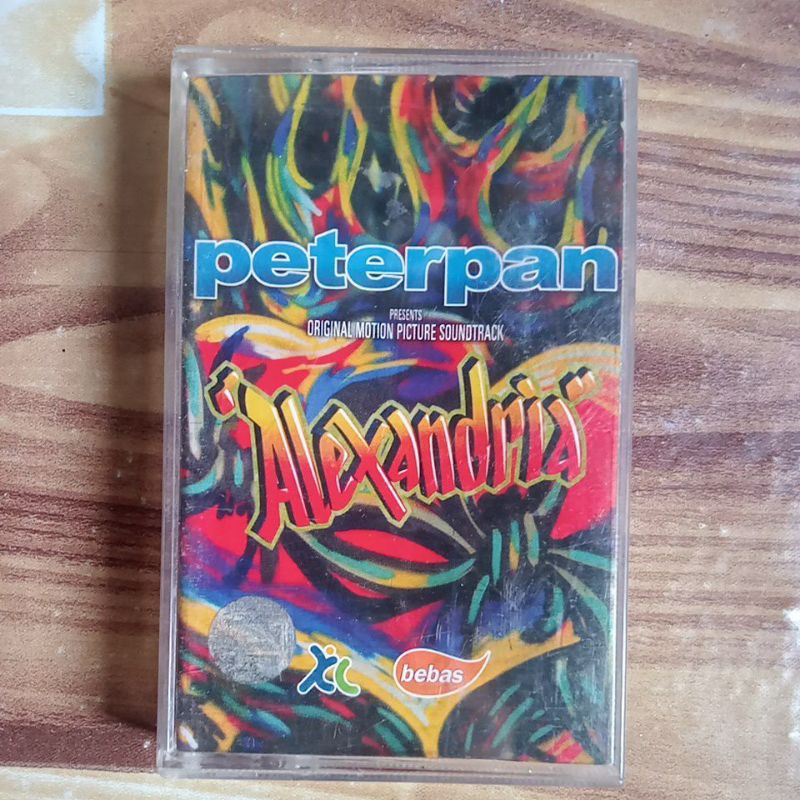 peterpan
PRESENTS
ORIGINAL MOTION PICTURE SOUNDTRACK
"Alexandria"
XL bebas